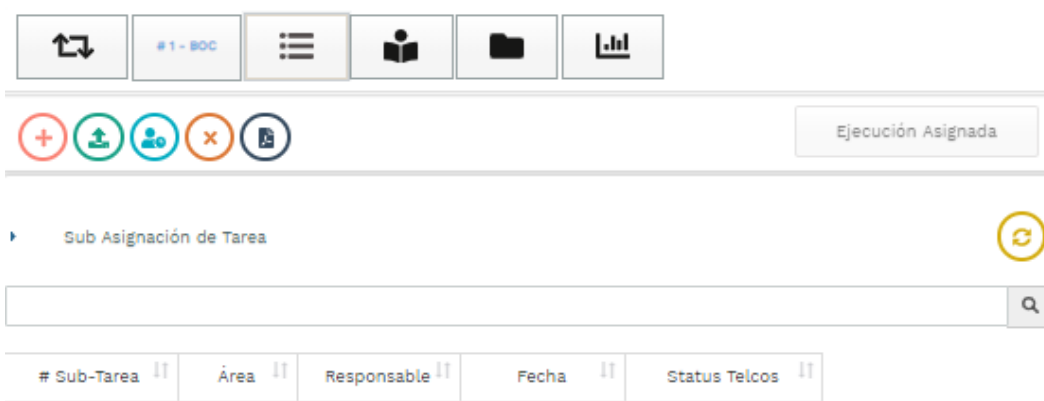 # 1 - BOC
Ejecución Asignada
Sub Asignación de Tarea
# Sub-Tarea Área Responsable Fecha Status Telcos